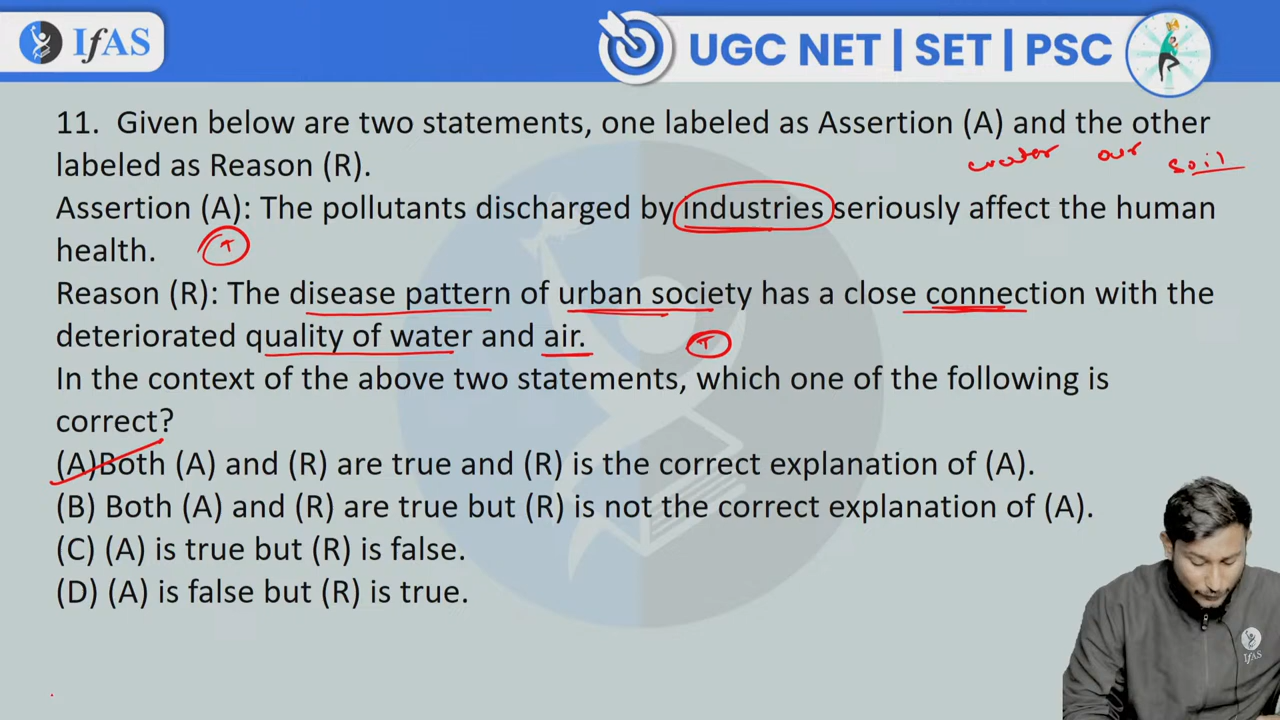 IfAS
UGC NET | SET | PSC
11. Given below are two statements, one labeled as Assertion (A) and the other
labeled as Reason (R).
water air soil
Assertion (A): The pollutants discharged by industries seriously affect the human
health.
T
Reason (R): The disease pattern of urban society has a close connection with the
deteriorated quality of water and air.
T
In the context of the above two statements, which one of the following is
correct?
(A)Both (A) and (R) are true and (R) is the correct explanation of (A).
(B) Both (A) and (R) are true but (R) is not the correct explanation of (A).
(C) (A) is true but (R) is false.
(D) (A) is false but (R) is true.
IfAS